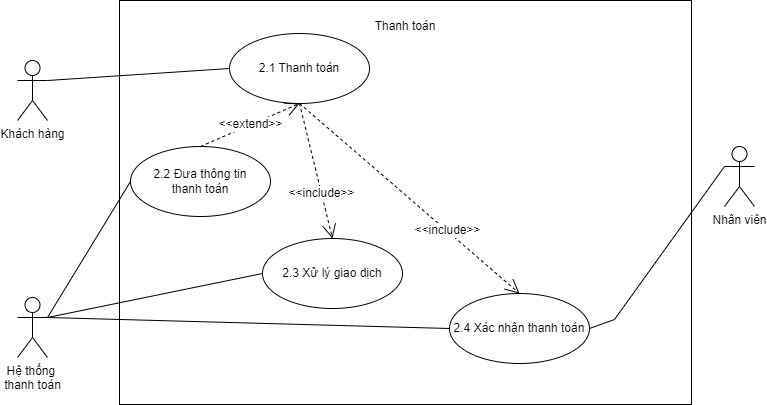 Thanh toán
2.1 Thanh toán
Khách hàng
<<extend>>
2.2 Đưa thông tin
thanh toán
<<include>>
Nhân viên
<<include>>
2.3 Xử lý giao dịch
2.4 Xác nhận thanh toán
Hệ thống
thanh toán